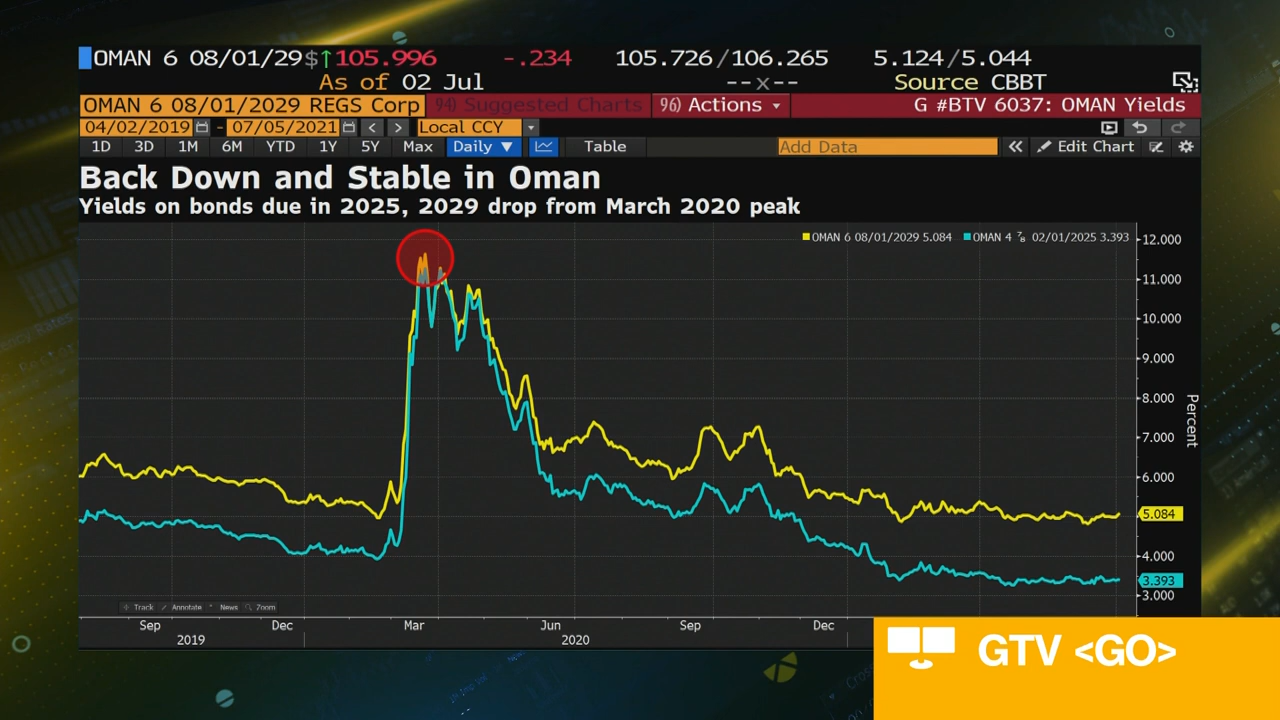 OMAN 6 08/01/29 $↑105.996 -.234 105.726/106.265 5.124/5.044
As of 02 Jul --x-- Source CBBT
OMAN 6 08/01/2029 REGS Corp 94) Suggested Charts 96) Actions G #BTV 6037: OMAN Yields
04/02/2019 - 07/05/2021 < > Local CCY
1D 3D 1M 6M YTD 1Y 5Y Max Daily ▼ Table Add Data « Edit Chart
Back Down and Stable in Oman
Yields on bonds due in 2025, 2029 drop from March 2020 peak
OMAN 6 08/01/2029 5.084 OMAN 4 ⅞ 02/01/2025 3.393
12.000
11.000
10.000
9.000
8.000
7.000
6.000
5.084
4.000
3.393
3.000
Percent
Track Annotate News Zoom
Sep Dec Mar Jun Sep Dec
2019 2020
GTV <GO>